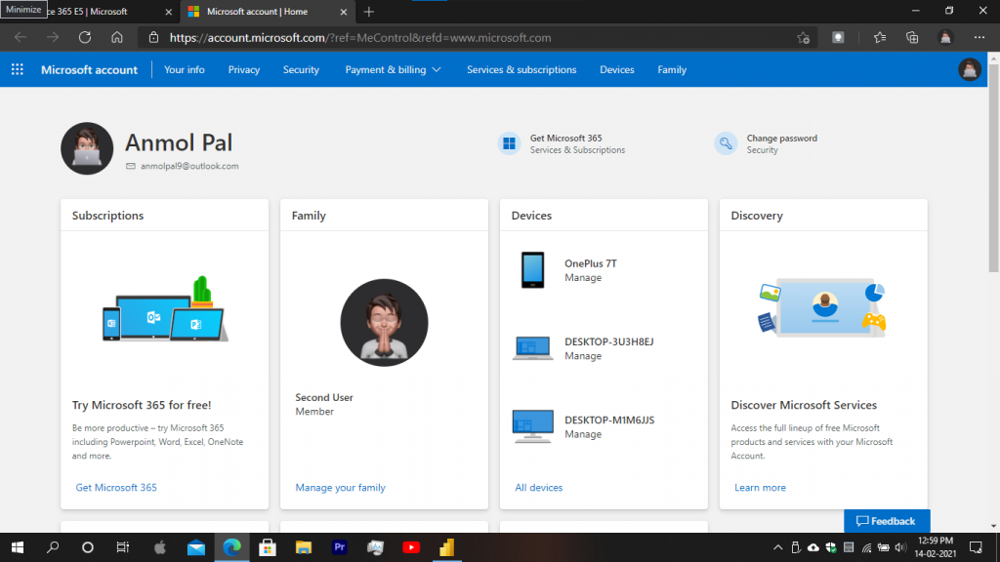 Minimize
ce 365 E5 | Microsoft
Microsoft account | Home
https://account.microsoft.com/?ref=MeControl&refd=www.microsoft.com
Microsoft account
Your info
Privacy
Security
Payment & billing
Services & subscriptions
Devices
Family
Anmol Pal
anmolpal9@outlook.com
Get Microsoft 365
Services & Subscriptions
Change password
Security
Subscriptions
Try Microsoft 365 for free!
Be more productive – try Microsoft 365
including Powerpoint, Word, Excel, OneNote
and more.
Get Microsoft 365
Family
Second User
Member
Manage your family
Devices
OnePlus 7T
Manage
DESKTOP-3U3H8EJ
Manage
DESKTOP-M1M6JJS
Manage
All devices
Discovery
Discover Microsoft Services
Access the full lineup of free Microsoft
products and services with your Microsoft
Account.
Learn more
Feedback
Pr
12:59 PM
14-02-2021